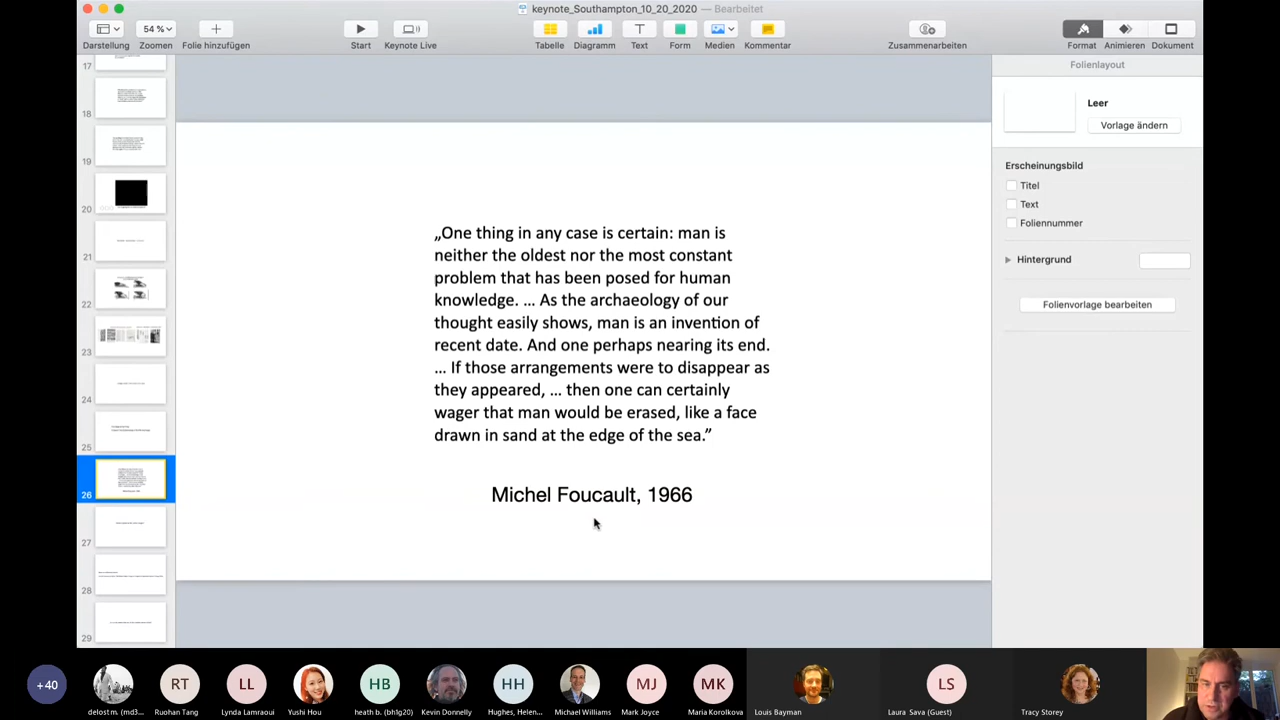 keynote_Southampton_10_20_2020 — Bearbeitet
54 %
Darstellung Zoomen Folie hinzufügen Start Keynote Live Tabelle Diagramm Text Form Medien Kommentar Zusammenarbeiten Format Animieren Dokument
Folienlayout
Leer
Vorlage ändern
Erscheinungsbild
Titel
Text
Foliennummer
Hintergrund
Folienvorlage bearbeiten
17
18
19
20
21
22
23
24
25
26
27
28
29
„One thing in any case is certain: man is
neither the oldest nor the most constant
problem that has been posed for human
knowledge. ... As the archaeology of our
thought easily shows, man is an invention of
recent date. And one perhaps nearing its end.
... If those arrangements were to disappear as
they appeared, ... then one can certainly
wager that man would be erased, like a face
drawn in sand at the edge of the sea.”
Michel Foucault, 1966
+40 RT LL HB HH MJ MK LS
delost m. (md3... Ruohan Tang Lynda Lamraoui Yushi Hou heath b. (bh1g20) Kevin Donnelly Hughes, Helen... Michael Williams Mark Joyce Maria Korolkova Louis Bayman Laura Sava (Guest) Tracy Storey